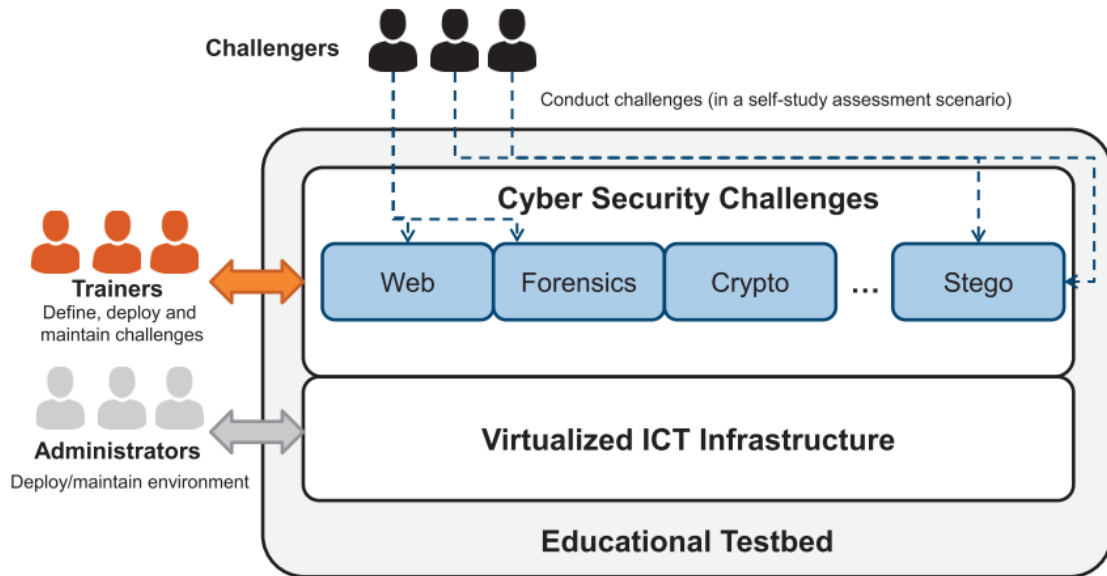 Challengers
Conduct challenges (in a self-study assessment scenario)
Cyber Security Challenges
Web
Forensics
Crypto
...
Stego
Trainers
Define, deploy and
maintain challenges
Administrators
Deploy/maintain environment
Virtualized ICT Infrastructure
Educational Testbed